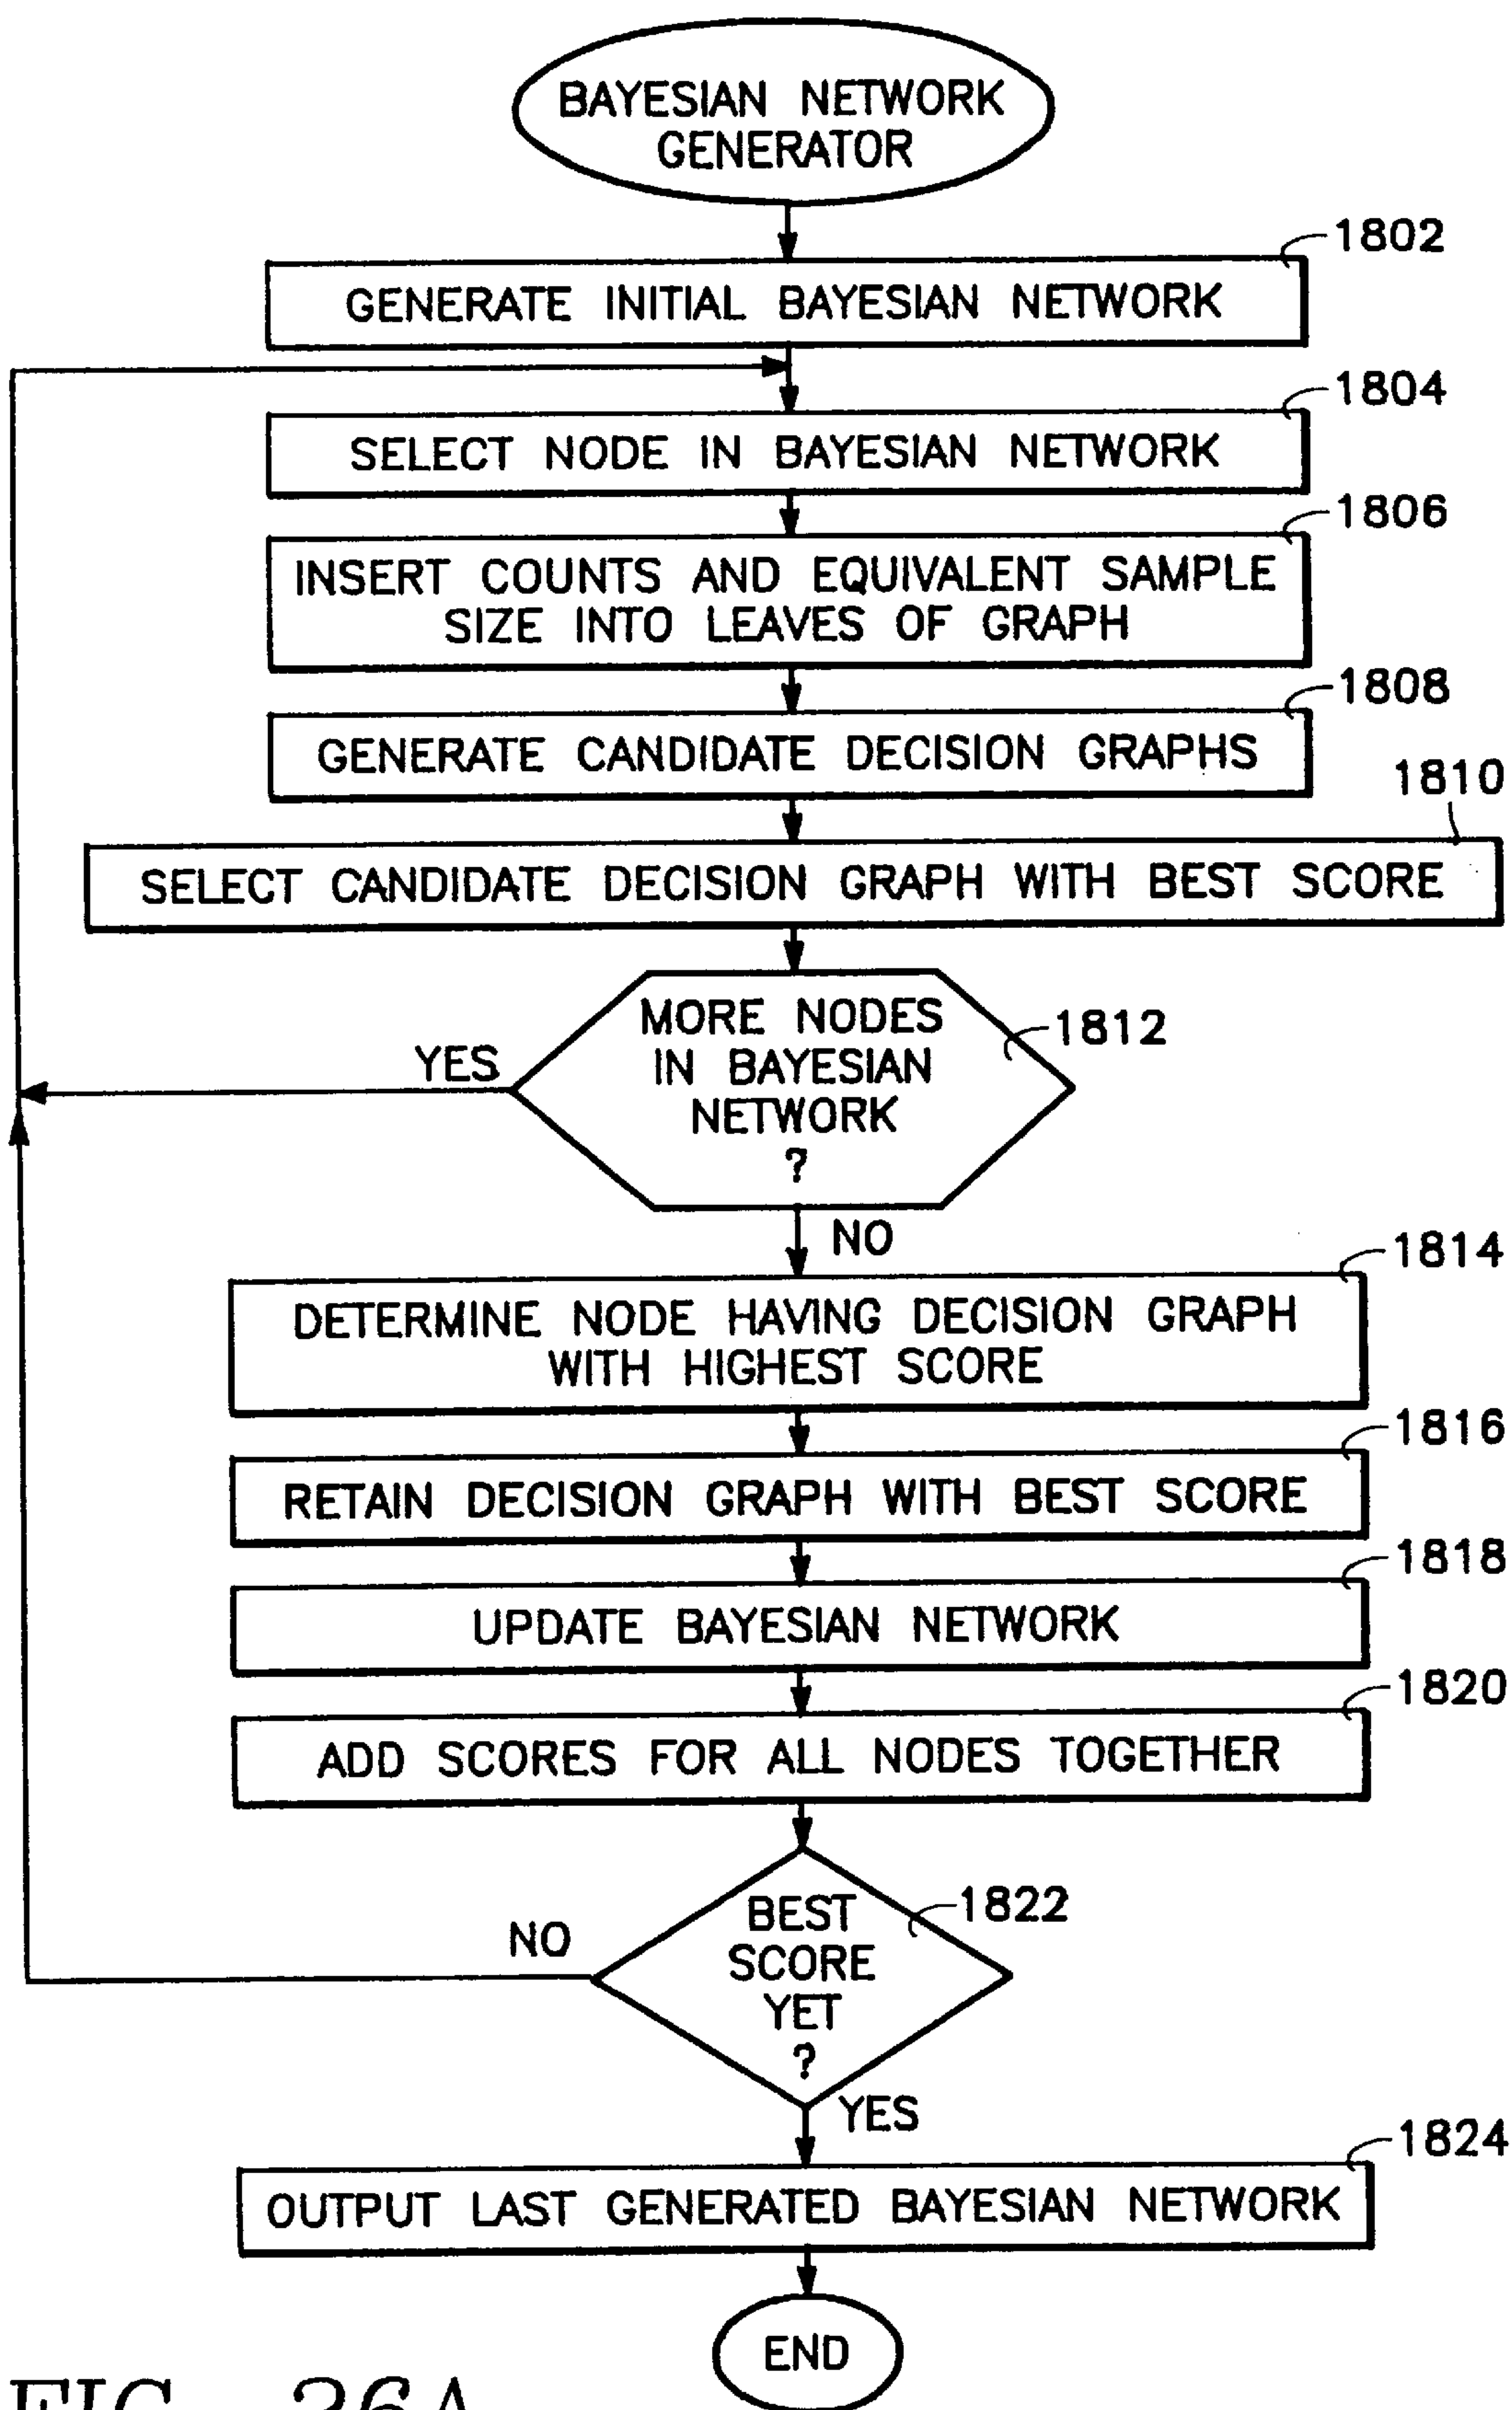 BAYESIAN NETWORK
GENERATOR
1802
GENERATE INITIAL BAYESIAN NETWORK
1804
SELECT NODE IN BAYESIAN NETWORK
1806
INSERT COUNTS AND EQUIVALENT SAMPLE
SIZE INTO LEAVES OF GRAPH
1808
GENERATE CANDIDATE DECISION GRAPHS
1810
SELECT CANDIDATE DECISION GRAPH WITH BEST SCORE
MORE NODES
IN BAYESIAN
NETWORK
?
1812
YES
NO
1814
DETERMINE NODE HAVING DECISION GRAPH
WITH HIGHEST SCORE
1816
RETAIN DECISION GRAPH WITH BEST SCORE
1818
UPDATE BAYESIAN NETWORK
1820
ADD SCORES FOR ALL NODES TOGETHER
BEST
SCORE
YET
?
1822
NO
YES
1824
OUTPUT LAST GENERATED BAYESIAN NETWORK
END
FIG. 26A